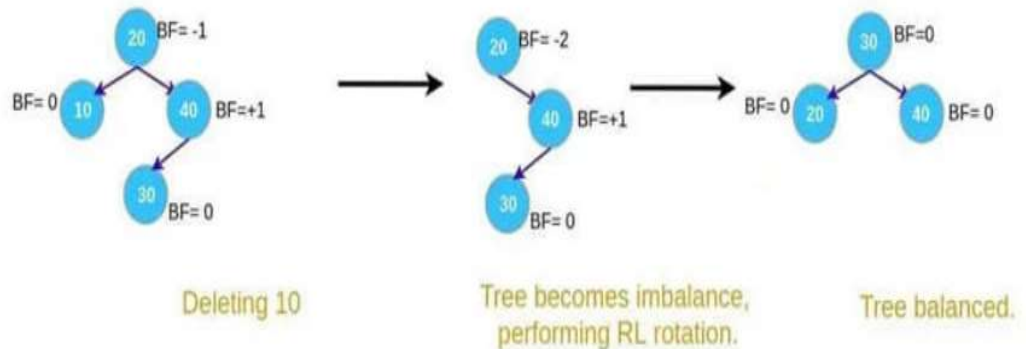 20 BF= -1
BF= 0 10 40 BF=+1
30
BF= 0
20 BF= -2
40 BF=+1
30
BF= 0
30 BF=0
BF= 0 20 40 BF= 0
Deleting 10
Tree becomes imbalance,
performing RL rotation.
Tree balanced.